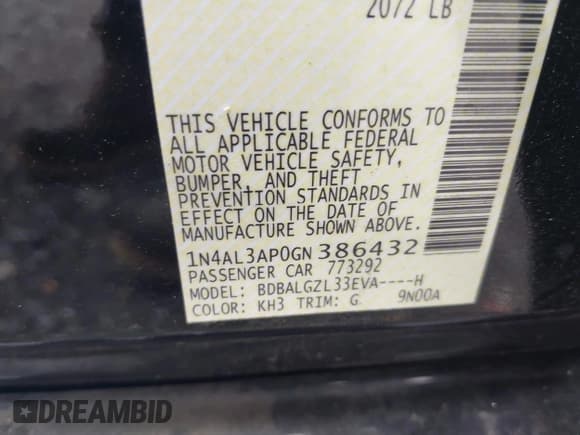 2072 LB
THIS VEHICLE CONFORMS TO
ALL APPLICABLE FEDERAL
MOTOR VEHICLE SAFETY,
BUMPER, AND THEFT
PREVENTION STANDARDS IN
EFFECT ON THE DATE OF
MANUFACTURE SHOWN ABOVE.
1N4AL3AP0GN386432
PASSENGER CAR 773292
MODEL: BDBALGZL33EVA----H
COLOR: KH3 TRIM: G 9N00A
DREAMBID